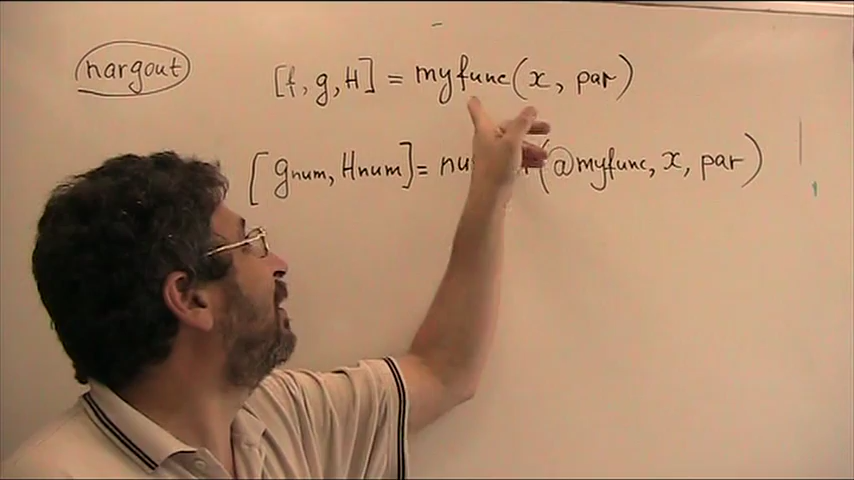 nargout
[f, g, H] = myfunc(x, par)
[gnum, Hnum] = (@myfunc, x, par)